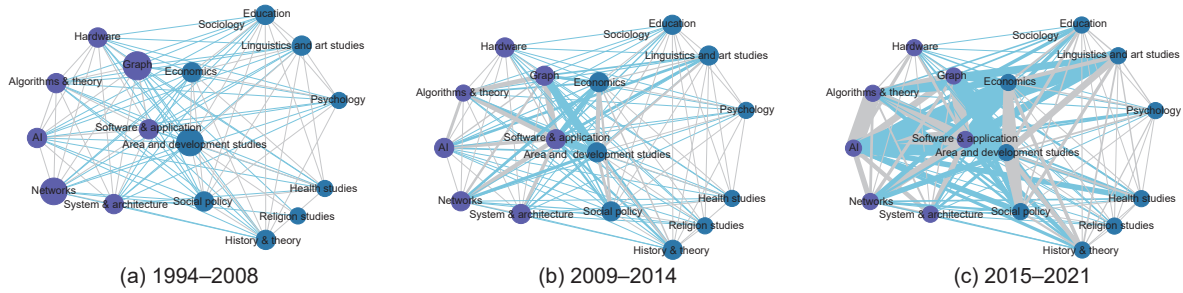 Education
Sociology
Hardware
Linguistics and art studies
Graph
Economics
Algorithms & theory
Psychology
Software & application
AI
Area and development studies
Networks
Health studies
System & architecture
Social policy
Religion studies
History & theory
(a) 1994–2008
Education
Sociology
Hardware
Linguistics and art studies
Graph
Economics
Algorithms & theory
Psychology
Software & application
AI
Area and development studies
Networks
Health studies
System & architecture
Social policy
Religion studies
History & theory
(b) 2009–2014
Education
Sociology
Hardware
Linguistics and art studies
Graph
Economics
Algorithms & theory
Psychology
Software & application
AI
Area and development studies
Networks
Health studies
System & architecture
Social policy
Religion studies
History & theory
(c) 2015–2021